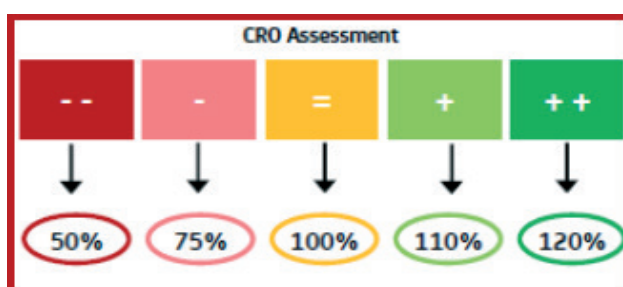 CRO Assessment
- - - = + + +
50% 75% 100% 110% 120%